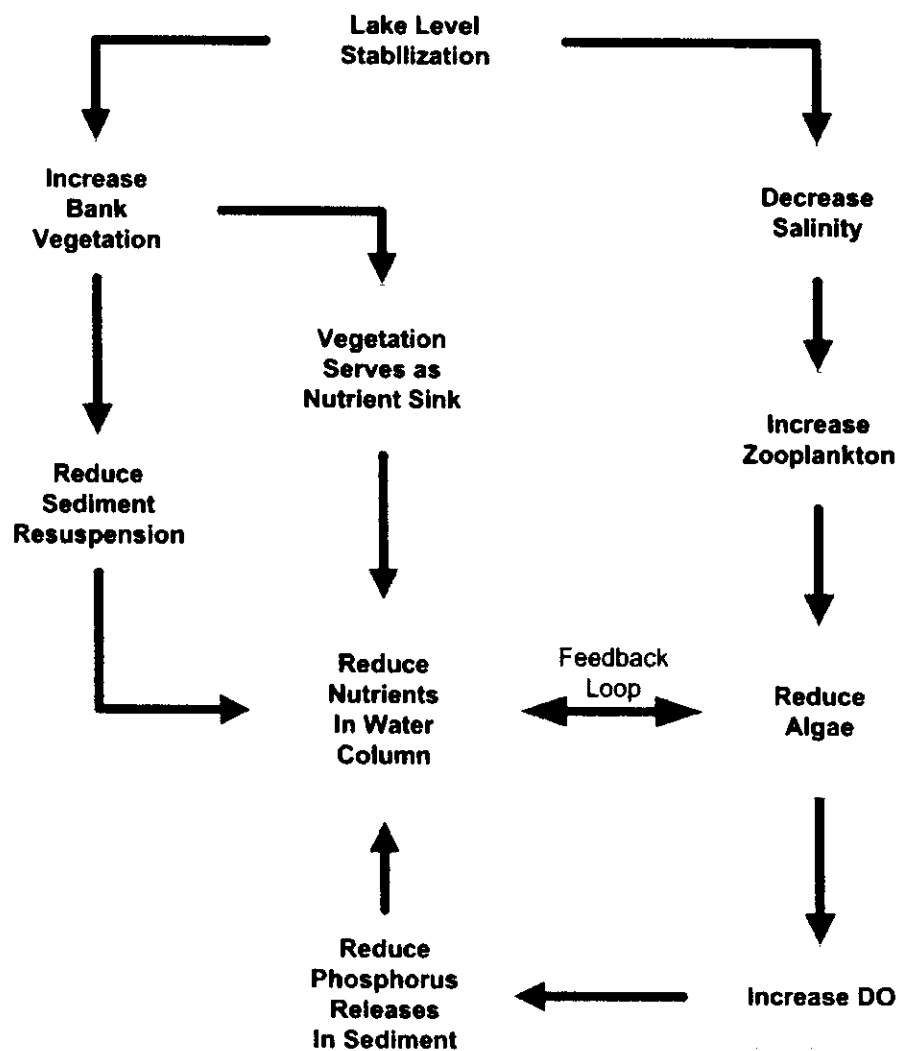 Lake Level
Stabilization
Increase
Bank
Vegetation
Decrease
Salinity
Vegetation
Serves as
Nutrient Sink
Increase
Zooplankton
Reduce
Sediment
Resuspension
Reduce
Nutrients
In Water
Column
Feedback
Loop
Reduce
Algae
Reduce
Phosphorus
Releases
In Sediment
Increase DO